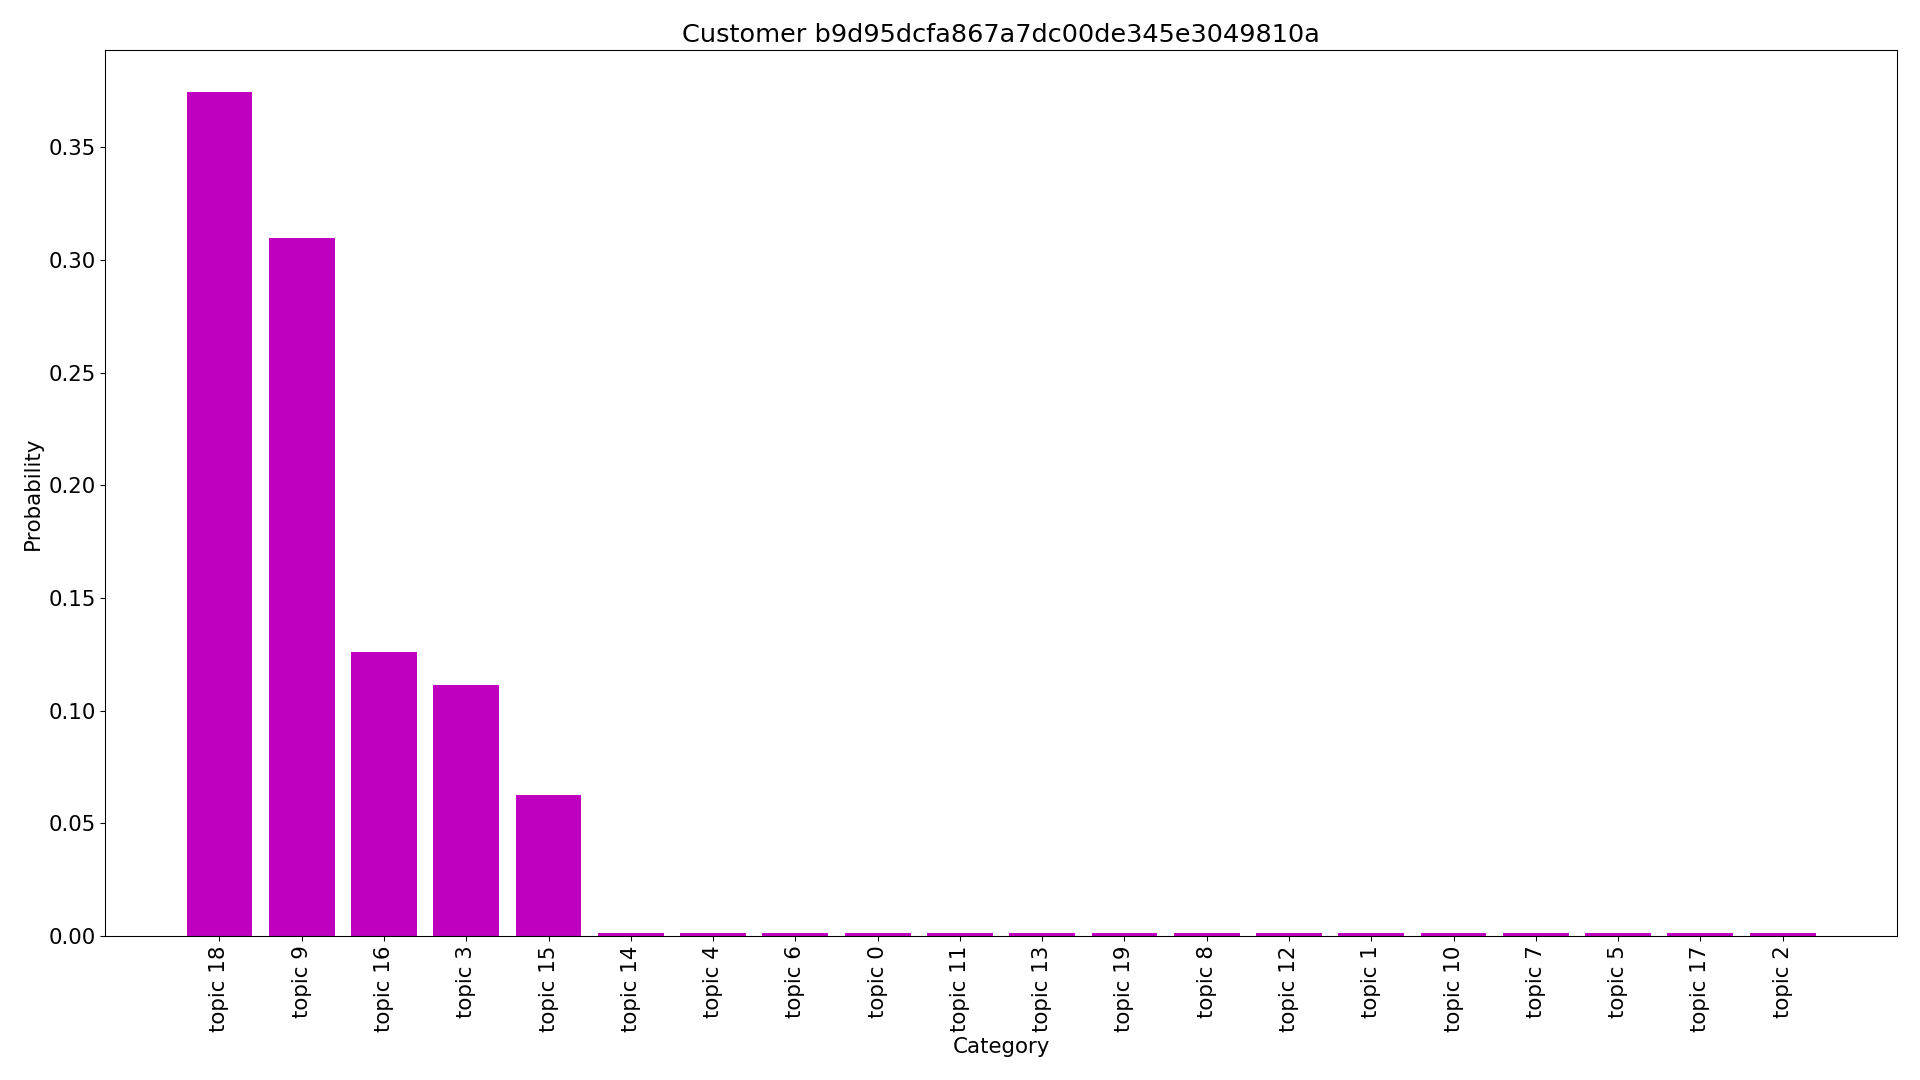 Customer b9d95dcfa867a7dc00de345e3049810a
Probability
0.35
0.30
0.25
0.20
0.15
0.10
0.05
0.00
topic 18
topic 9
topic 16
topic 3
topic 15
topic 14
topic 4
topic 6
topic 0
topic 11
topic 13
topic 19
topic 8
topic 12
topic 1
topic 10
topic 7
topic 5
topic 17
topic 2
Category